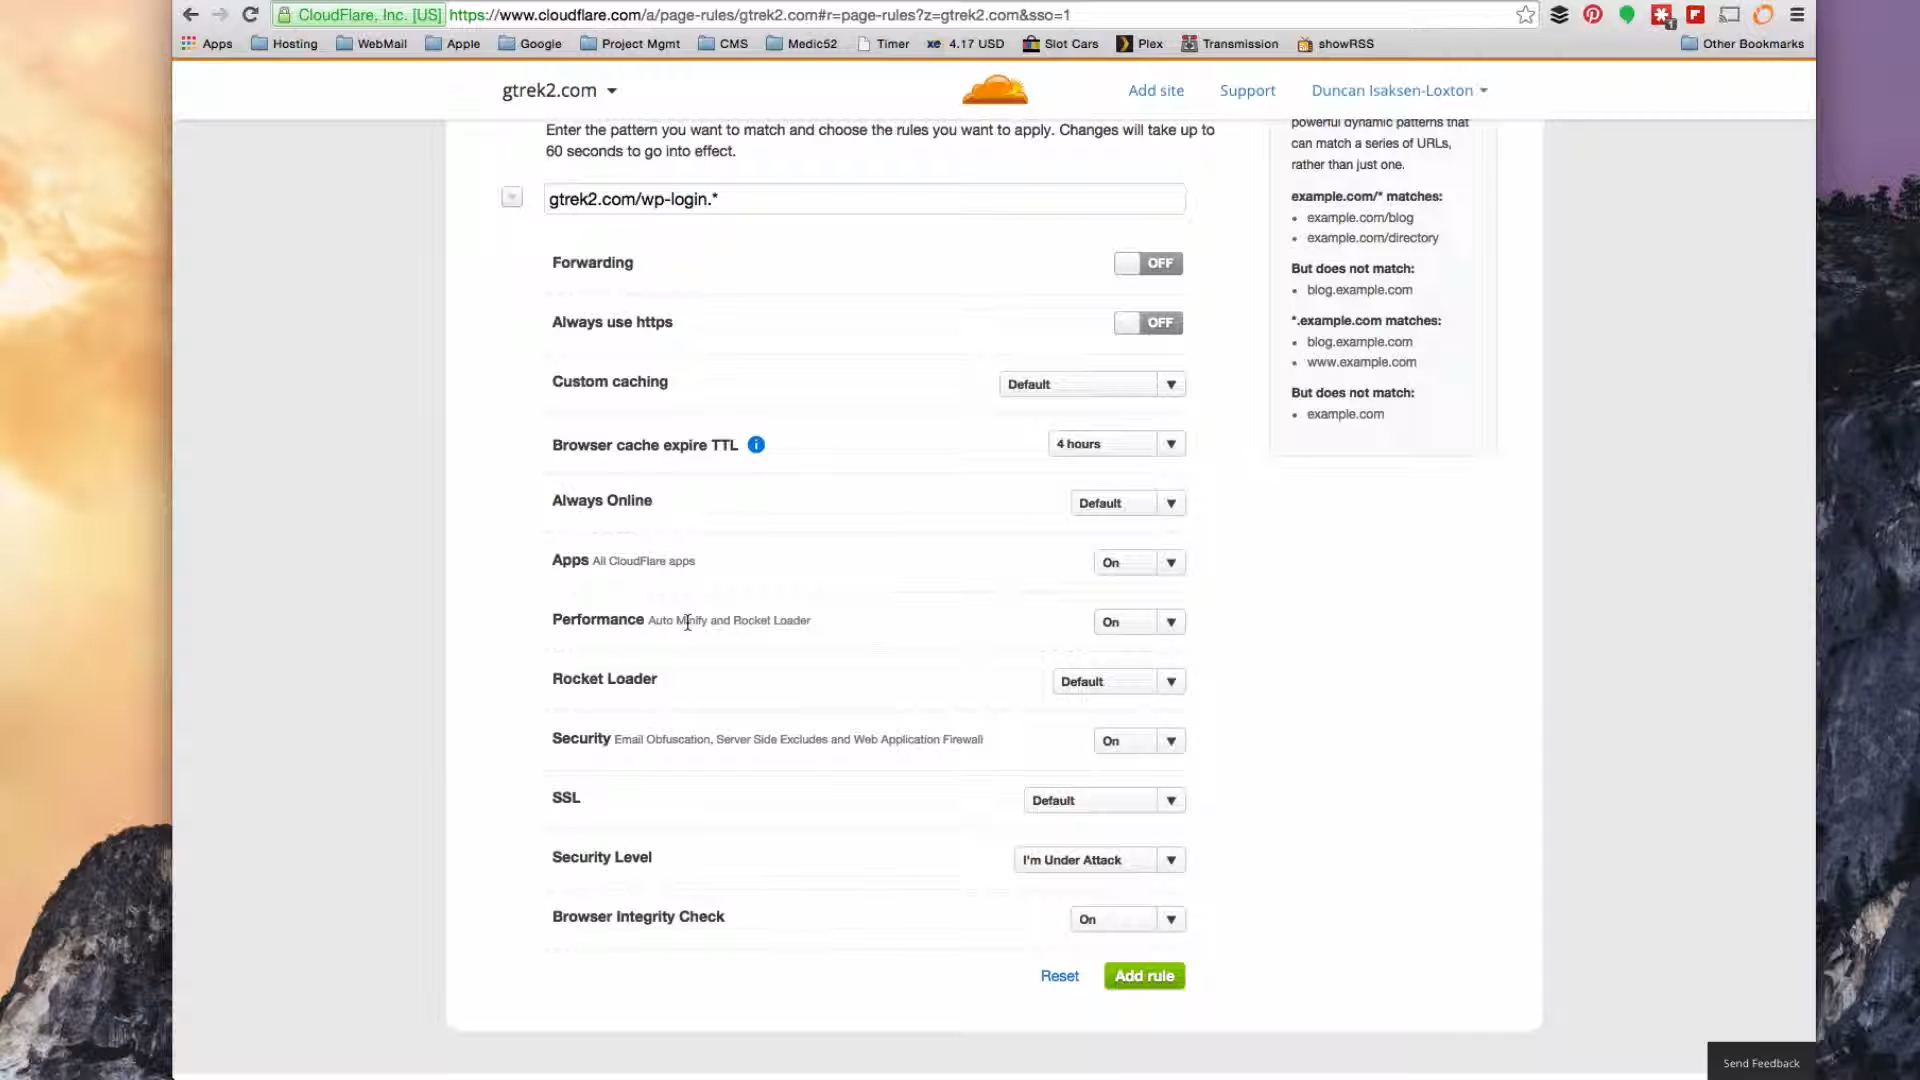 CloudFlare, Inc. [US] https://www.cloudflare.com/a/page-rules/gtrek2.com#r=page-rules?z=gtrek2.com&sso=1
Apps Hosting WebMail Apple Google Project Mgmt CMS Medic52 Timer xe 4.17 USD Slot Cars Plex Transmission showRSS Other Bookmarks
gtrek2.com Add site Support Duncan Isaksen-Loxton
Enter the pattern you want to match and choose the rules you want to apply. Changes will take up to
60 seconds to go into effect.
gtrek2.com/wp-login.*
Forwarding OFF
Always use https OFF
Custom caching Default
Browser cache expire TTL i 4 hours
Always Online Default
Apps All CloudFlare apps On
Performance Auto Minify and Rocket Loader On
Rocket Loader Default
Security Email Obfuscation, Server Side Excludes and Web Application Firewall On
SSL Default
Security Level I'm Under Attack
Browser Integrity Check On
Reset Add rule
powerful dynamic patterns that
can match a series of URLs,
rather than just one.
example.com/* matches:
example.com/blog
example.com/directory
But does not match:
blog.example.com
*.example.com matches:
blog.example.com
www.example.com
But does not match:
example.com
Send Feedback